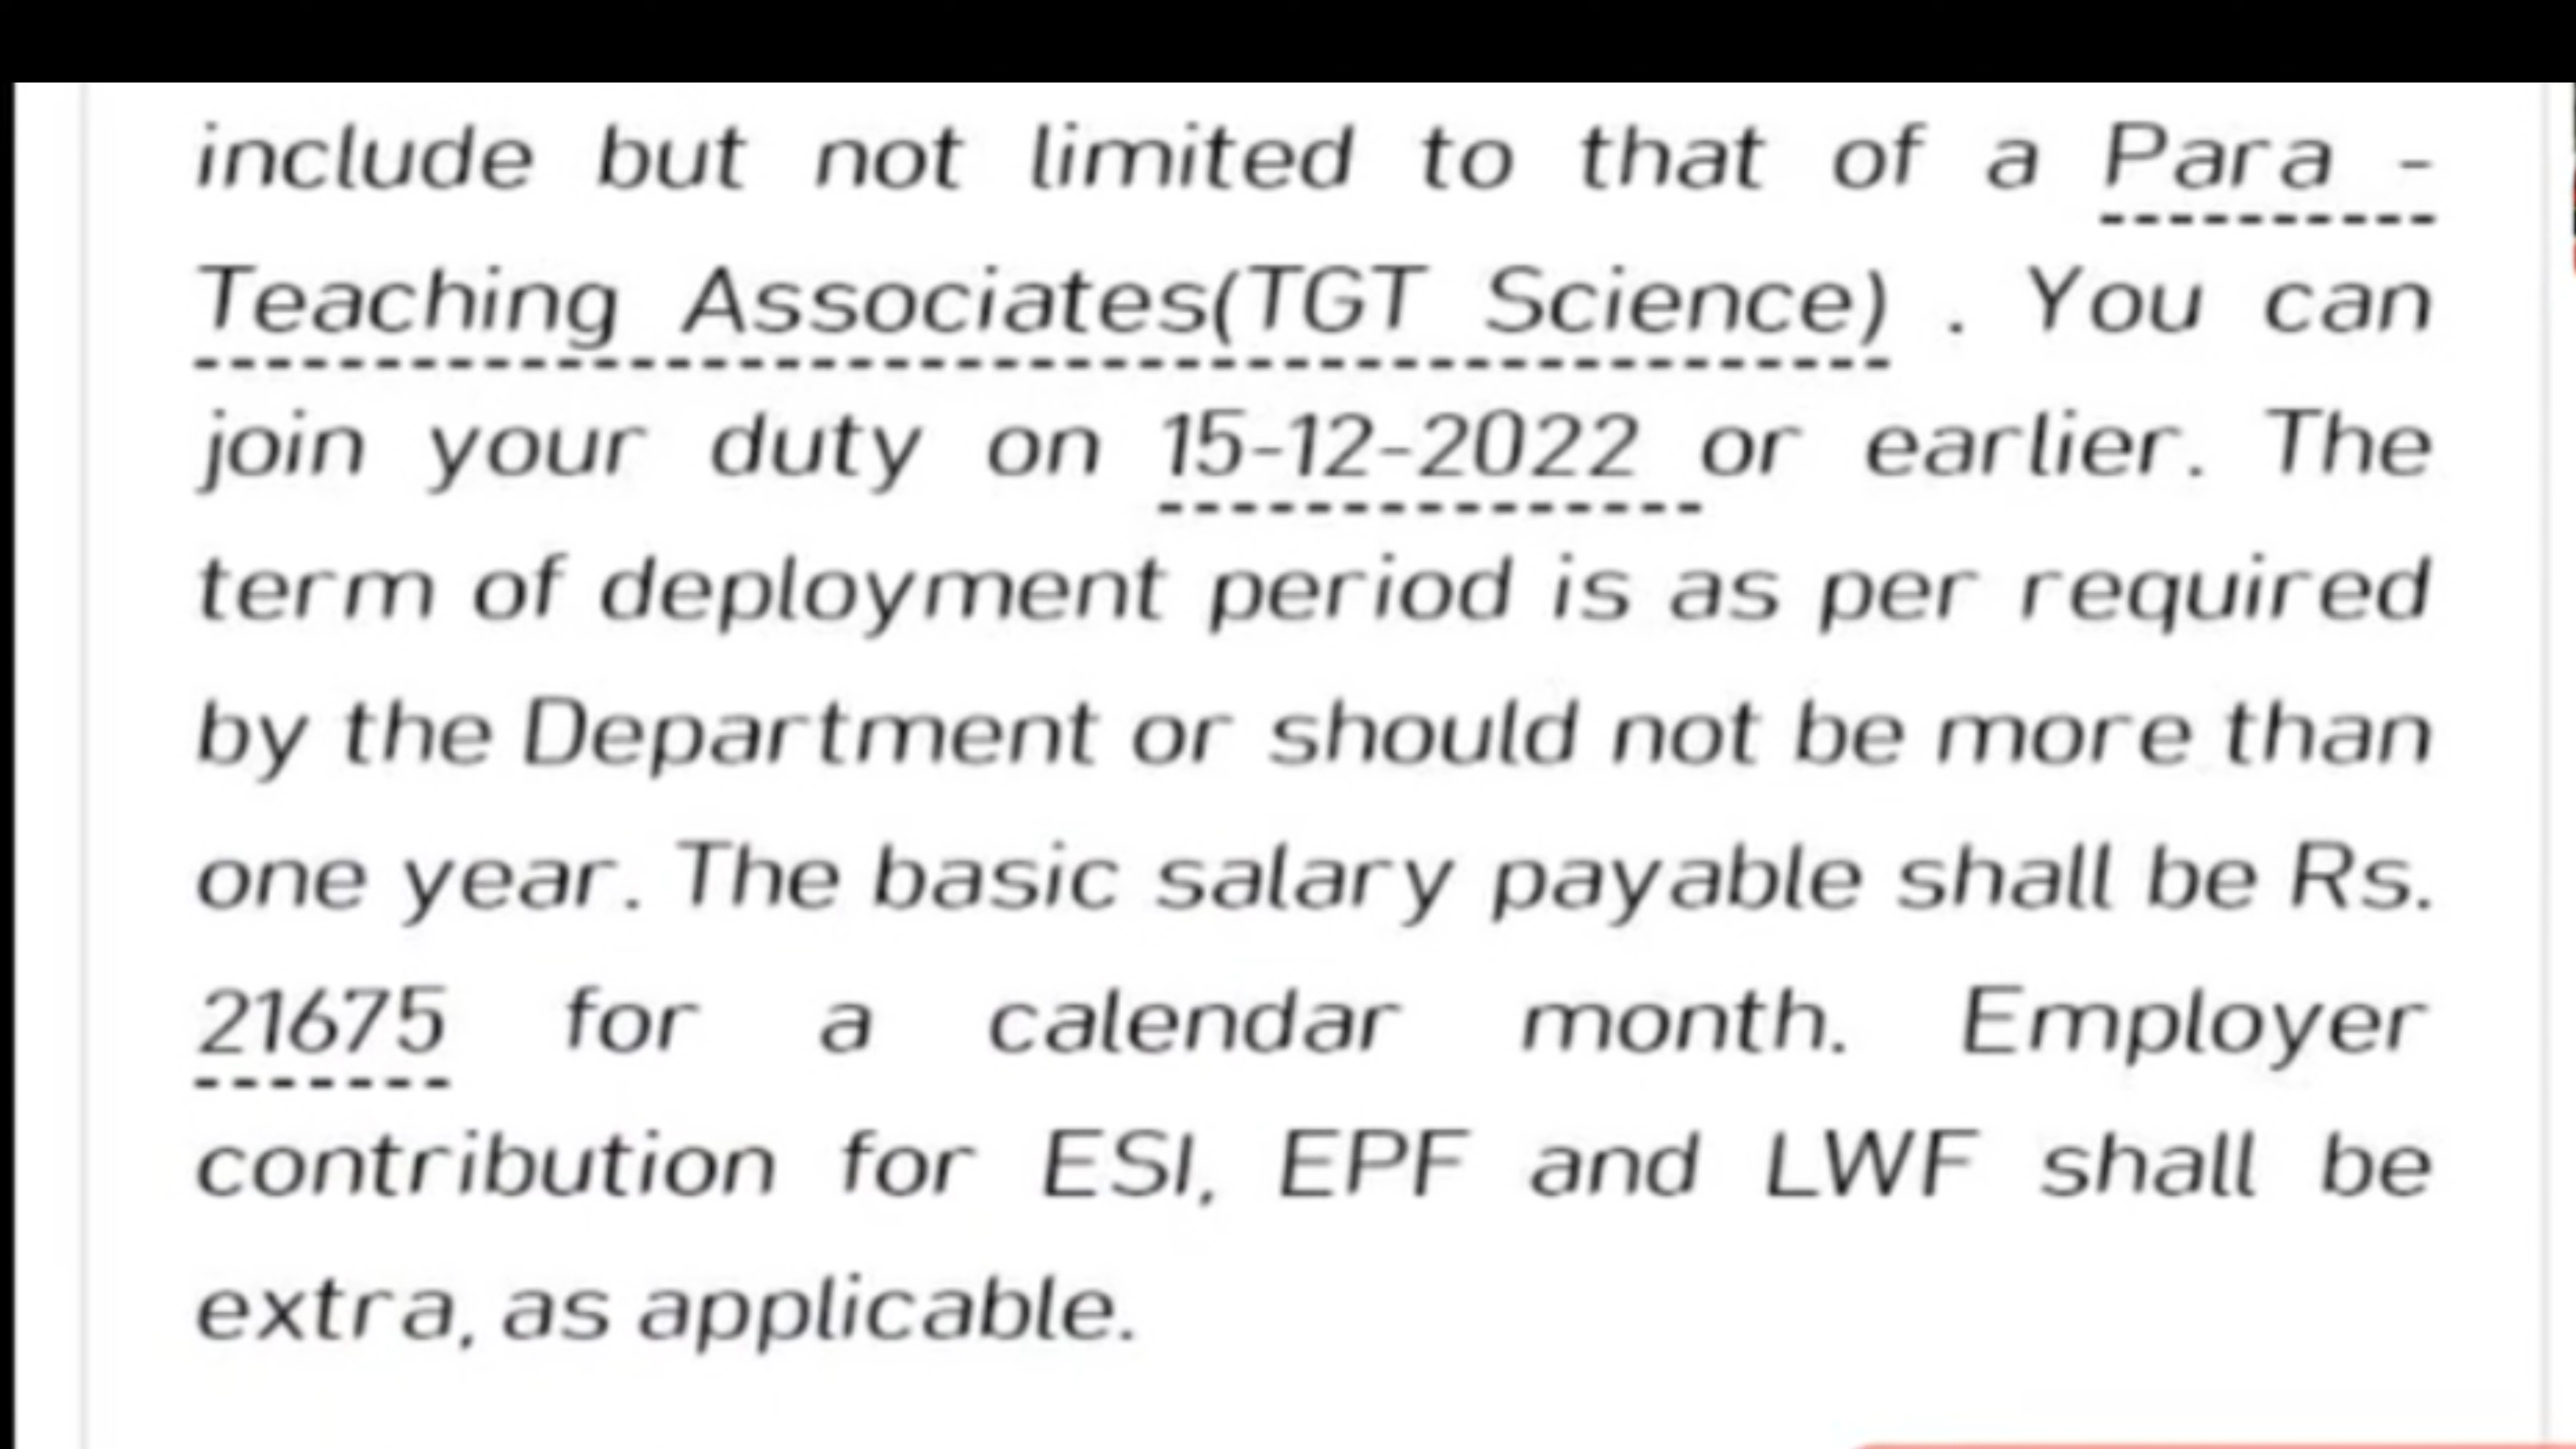 include but not limited to that of a Para -
Teaching Associates(TGT Science) . You can
join your duty on 15-12-2022 or earlier. The
term of deployment period is as per required
by the Department or should not be more than
one year. The basic salary payable shall be Rs.
21675 for a calendar month. Employer
contribution for ESI, EPF and LWF shall be
extra, as applicable.